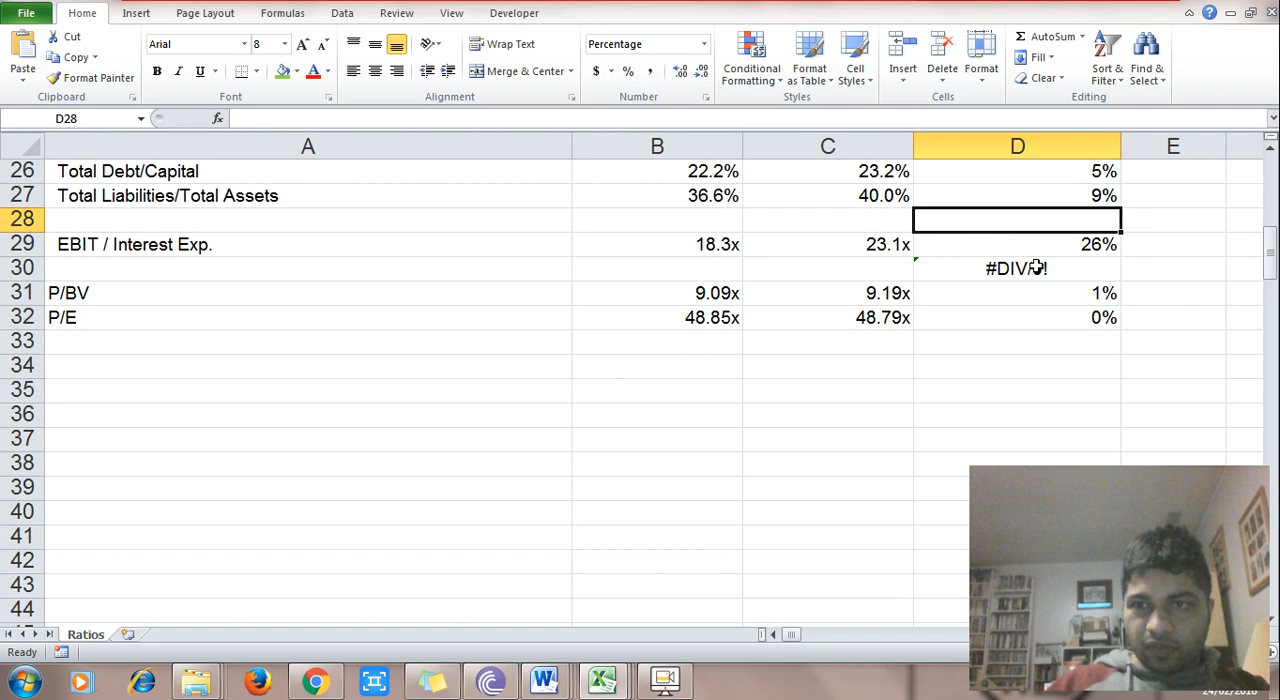 File Home Insert Page Layout Formulas Data Review View Developer
Cut
Copy
Format Painter
Paste
Clipboard
Arial 8
B I U
Font
Wrap Text
Merge & Center
Alignment
Percentage
$ % ,
Number
Conditional Formatting
Format as Table
Cell Styles
Styles
Insert Delete Format
Cells
AutoSum
Fill
Clear
Sort & Filter
Find & Select
Editing
D28 fx
A B C D E
26 Total Debt/Capital 22.2% 23.2% 5%
27 Total Liabilities/Total Assets 36.6% 40.0% 9%
28
29 EBIT / Interest Exp. 18.3x 23.1x 26%
30
31 P/BV 9.09x 9.19x 1%
32 P/E 48.85x 48.79x 0%
33
34
35
36
37
38
39
40
41
42
43
44
Ratios
Ready